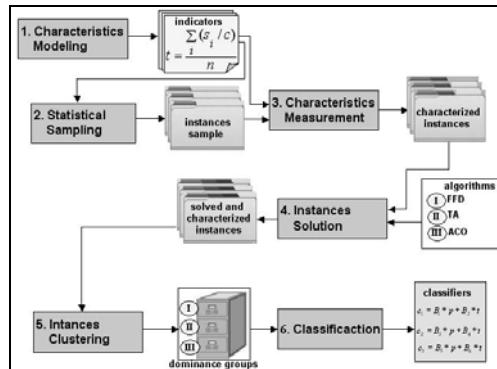 indicators
1. Characteristics
Modeling
t = Σ i (s i /c) / n
2. Statistical
Sampling
instances
sample
3. Characteristics
Measurement
characterized
instances
algorithms
I FFD
II TA
III ACO
solved and
characterized
instances
4. Instances
Solution
5. Intances
Clustering
I
II
III
dominance groups
6. Classificaction
classifiers